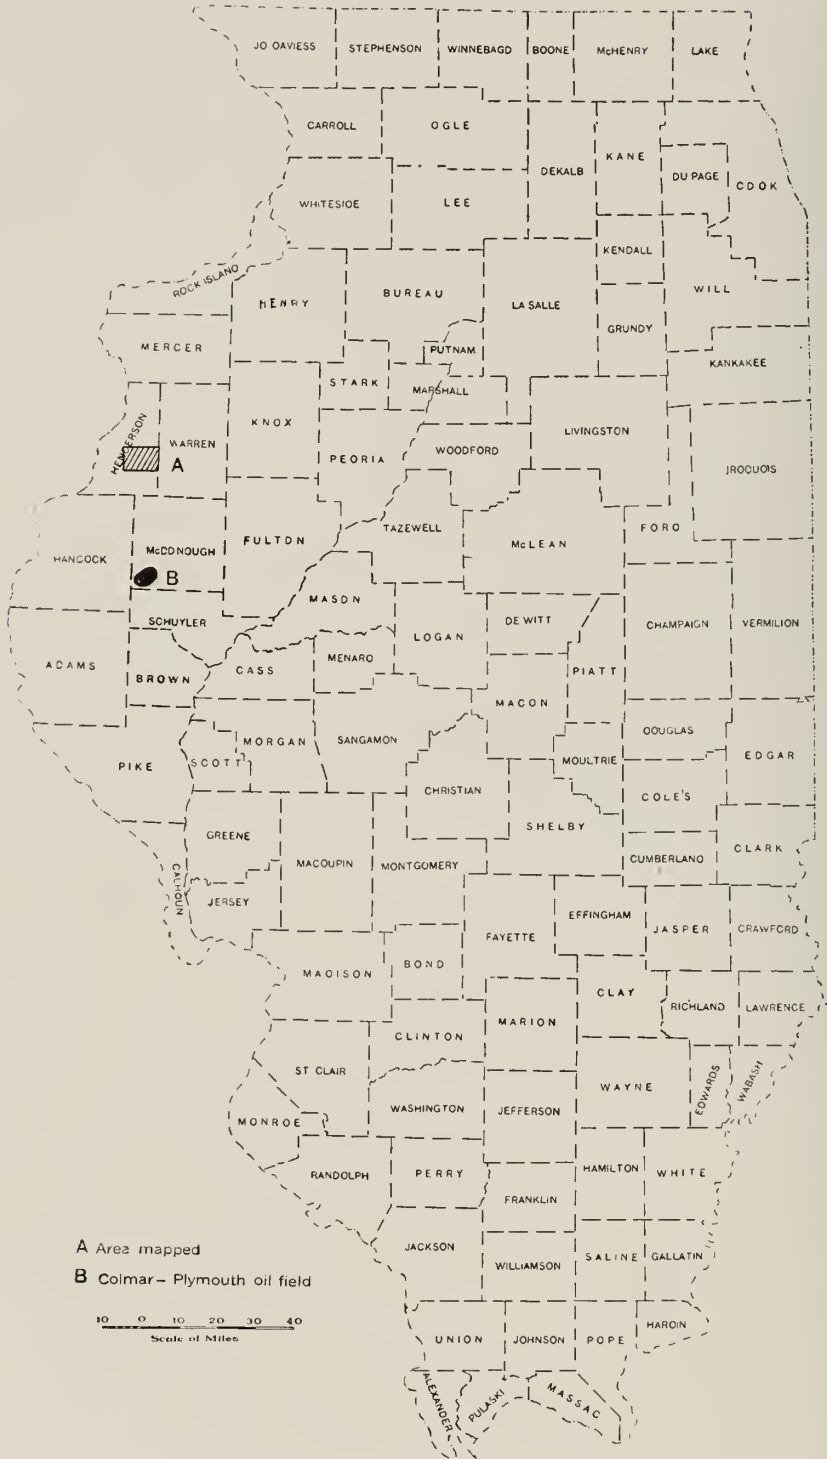 JO DAVIESS STEPHENSON WINNEBAGO BOONE McHENRY LAKE
CARROLL OGLE DEKALB KANE DU PAGE COOK
WHITESIDE LEE
KENDALL
ROCK ISLAND HENRY BUREAU LA SALLE WILL
GRUNDY
MERCER PUTNAM KANKAKEE
STARK MARSHALL
HENDERSON WARREN KNOX LIVINGSTON
PEORIA WOODFORD IROQUOIS
A
HANCOCK McDONOUGH FULTON TAZEWELL McLEAN FORD
B
MASON
SCHUYLER LOGAN DE WITT CHAMPAIGN VERMILION
ADAMS BROWN CASS MENARD PIATT
MACON
PIKE SCOTT MORGAN SANGAMON MOULTRIE DOUGLAS EDGAR
CHRISTIAN COLE'S
SHELBY
GREENE MACOUPIN MONTGOMERY CUMBERLAND CLARK
CALHOUN JERSEY
FAYETTE EFFINGHAM JASPER CRAWFORD
MADISON BOND
CLAY RICHLAND LAWRENCE
CLINTON MARION
ST CLAIR WAYNE EDWARDS WABASH
MONROE WASHINGTON JEFFERSON
RANDOLPH PERRY HAMILTON WHITE
FRANKLIN
JACKSON WILLIAMSON SALINE GALLATIN
A Area mapped
B Colmar – Plymouth oil field
10 0 10 20 30 40
Scale of Miles
UNION JOHNSON POPE HARDIN
ALEXANDER PULASKI MASSAC